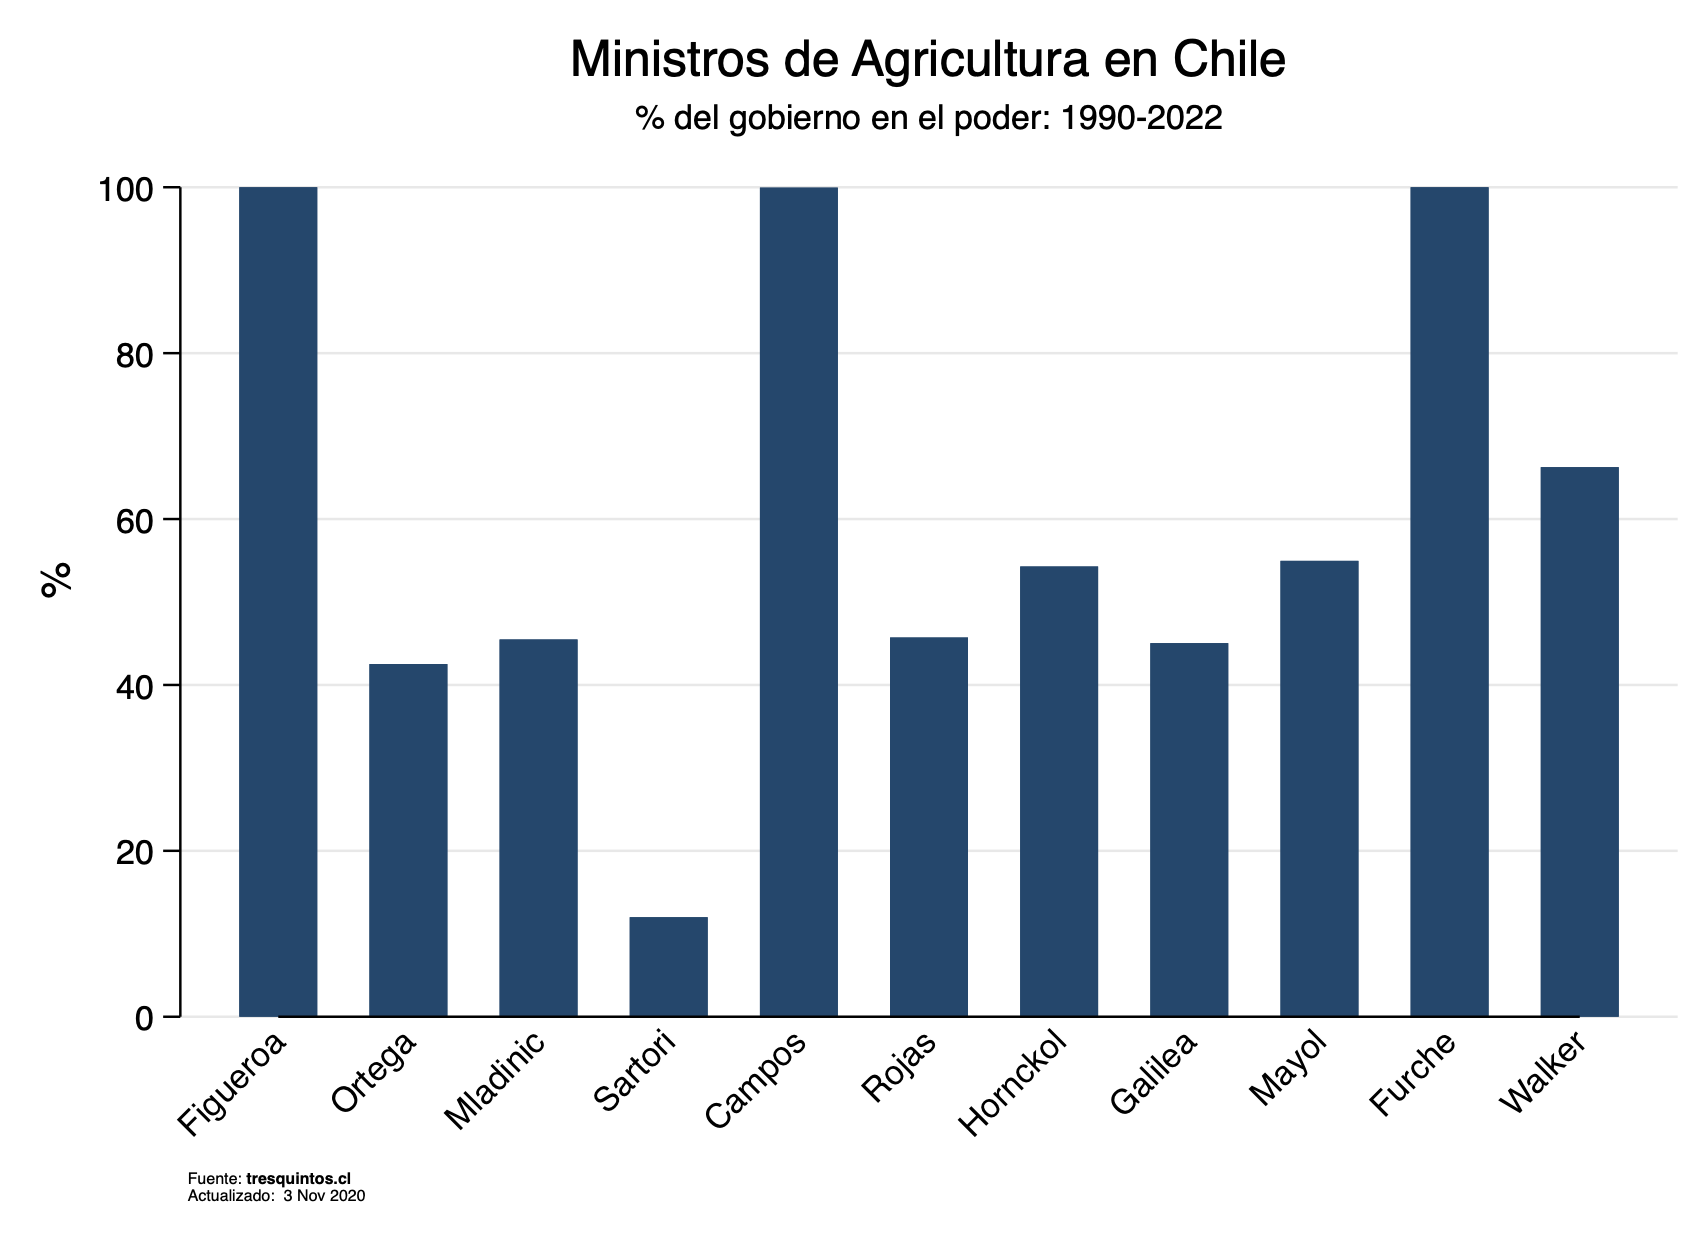 Ministros de Agricultura en Chile
% del gobierno en el poder: 1990-2022
100
80
60
40
20
0
%
Figueroa
Ortega
Mladinic
Sartori
Campos
Rojas
Hornckol
Galilea
Mayol
Furche
Walker
Fuente: tresquintos.cl
Actualizado: 3 Nov 2020